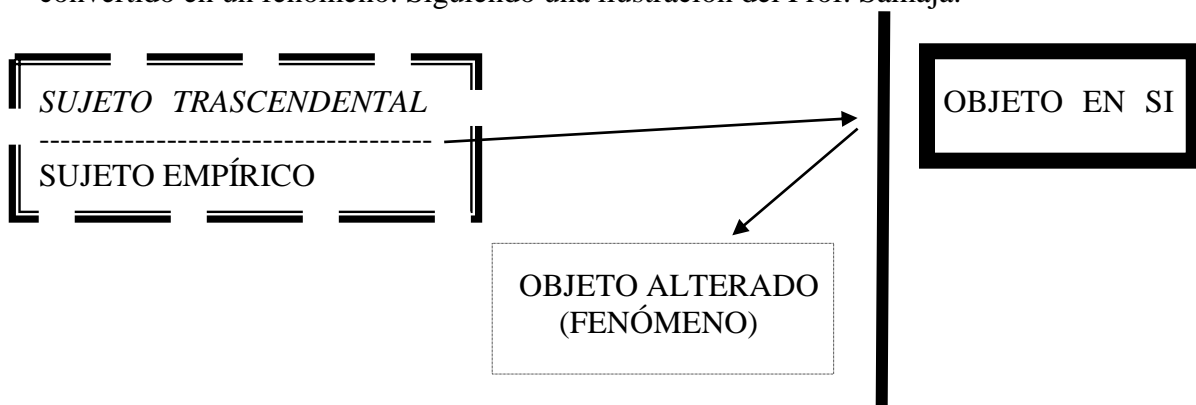 convertido en un fenómeno. Siguiendo una ilustración del Prof. Samaja:
SUJETO TRASCENDENTAL
SUJETO EMPÍRICO
OBJETO EN SI
OBJETO ALTERADO
(FENÓMENO)